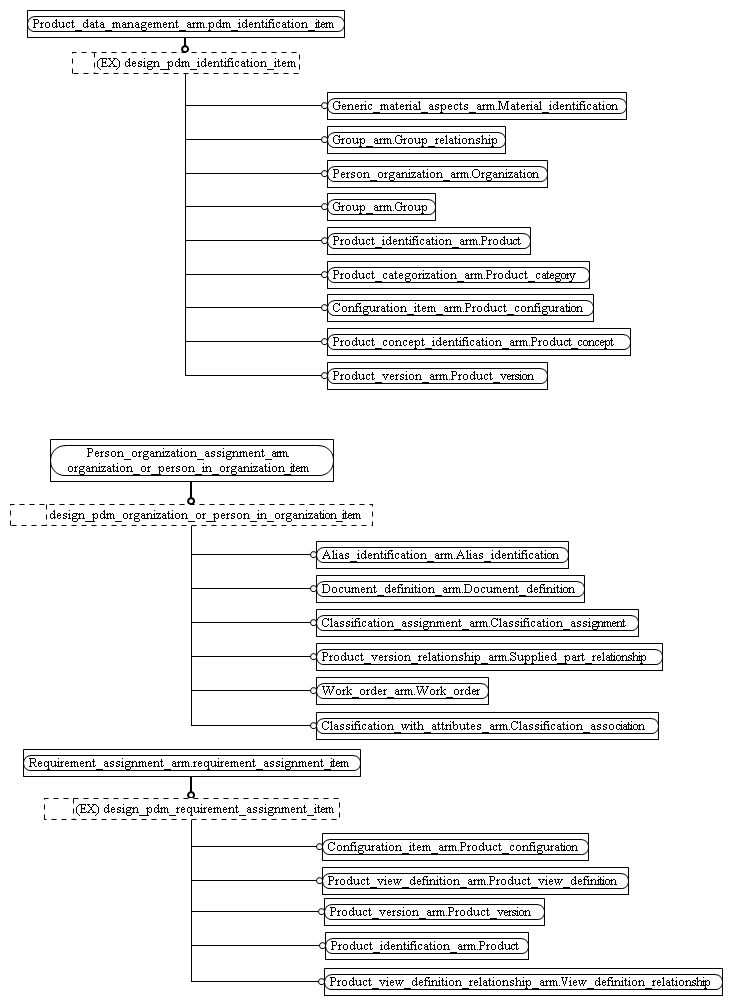 Product_data_management_arm.pdm_identification_item
(EX) design_pdm_identification_item
Generic_material_aspects_arm.Material_identification
Group_arm.Group_relationship
Person_organization_arm.Organization
Group_arm.Group
Product_identification_arm.Product
Product_categorization_arm.Product_category
Configuration_item_arm.Product_configuration
Product_concept_identification_arm.Product_concept
Product_version_arm.Product_version
Person_organization_assignment_arm.
organization_or_person_in_organization_item
design_pdm_organization_or_person_in_organization_item
Alias_identification_arm.Alias_identification
Document_definition_arm.Document_definition
Classification_assignment_arm.Classification_assignment
Product_version_relationship_arm.Supplied_part_relationship
Work_order_arm.Work_order
Classification_with_attributes_arm.Classification_association
Requirement_assignment_arm.requirement_assignment_item
(EX) design_pdm_requirement_assignment_item
Configuration_item_arm.Product_configuration
Product_view_definition_arm.Product_view_definition
Product_version_arm.Product_version
Product_identification_arm.Product
Product_view_definition_relationship_arm.View_definition_relationship